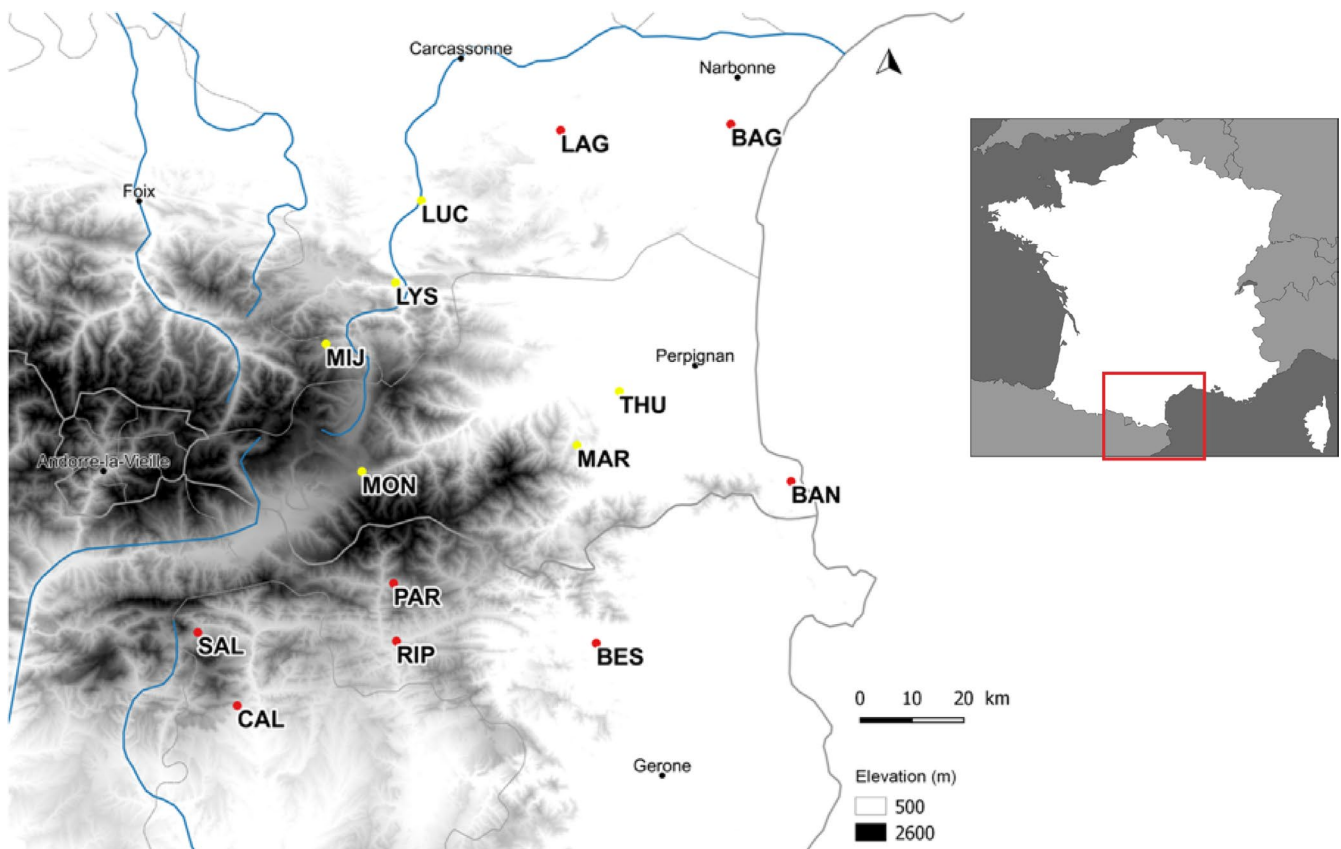 Carcassonne
Narbonne
LAG
BAG
Foix
LUC
LYS
MIJ
Perpignan
THU
MAR
Andorre-la-Vieille
MON
BAN
PAR
SAL
RIP
BES
CAL
0 10 20 km
Gerone
Elevation (m)
500
2600